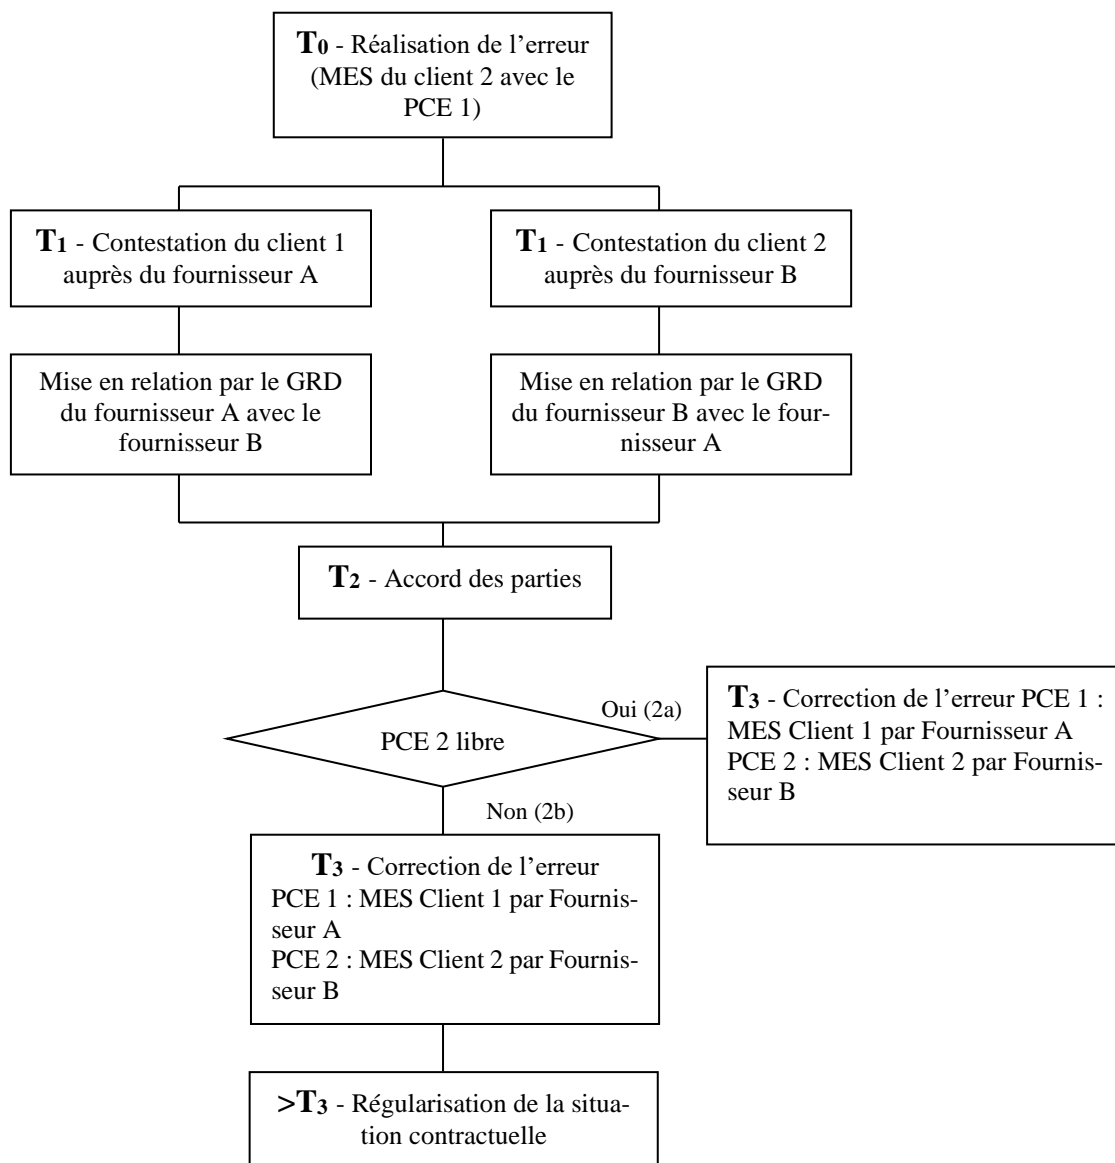 T0 - Réalisation de l’erreur
(MES du client 2 avec le
PCE 1)
T1 - Contestation du client 1
auprès du fournisseur A
T1 - Contestation du client 2
auprès du fournisseur B
Mise en relation par le GRD
du fournisseur A avec le
fournisseur B
Mise en relation par le GRD
du fournisseur B avec le four-
nisseur A
T2 - Accord des parties
PCE 2 libre
Oui (2a)
T3 - Correction de l’erreur PCE 1 :
MES Client 1 par Fournisseur A
PCE 2 : MES Client 2 par Fournis-
seur B
Non (2b)
T3 - Correction de l’erreur
PCE 1 : MES Client 1 par Fournis-
seur A
PCE 2 : MES Client 2 par Fournis-
seur B
>T3 - Régularisation de la situa-
tion contractuelle